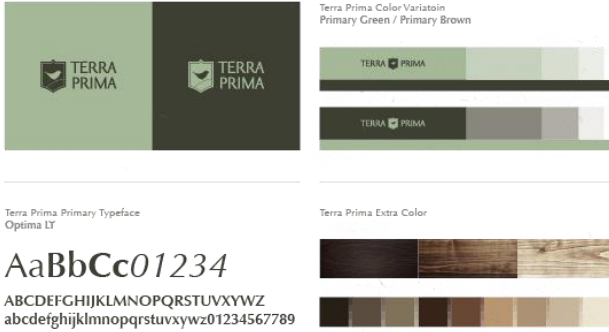 TERRA
PRIMA
TERRA
PRIMA
Terra Prima Color Variatoin
Primary Green / Primary Brown
TERRA PRIMA
TERRA PRIMA
Terra Prima Primary Typeface
Optima LT
AaBbCc01234
ABCDEFGHIJKLMNOPQRSTUVXYWZ
abcdefghijklmnopqrstuvxywz01234567789
Terra Prima Extra Color